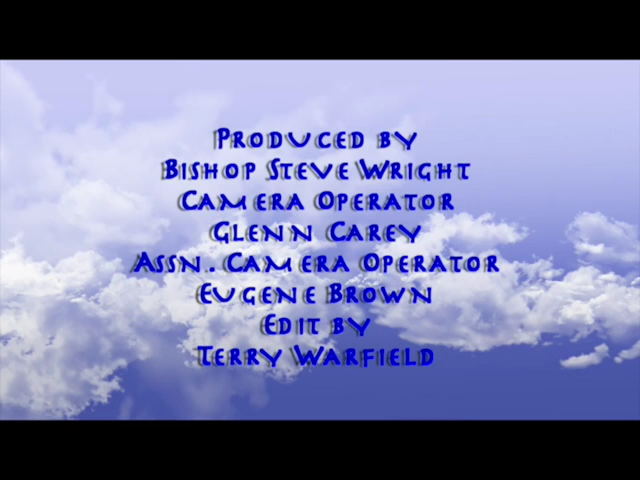 Produced by
Bishop Steve Wright
Camera Operator
Glenn Carey
Assn. Camera Operator
Eugene Brown
Edit by
Terry Warfield